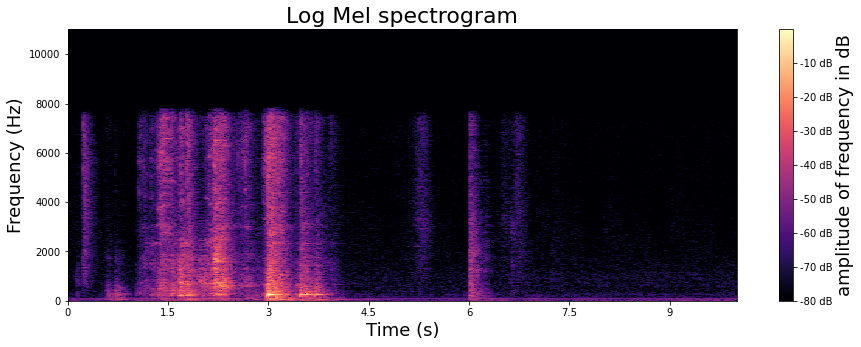 Log Mel spectrogram
Frequency (Hz)
10000
8000
6000
4000
2000
0
0 1.5 3 4.5 6 7.5 9
Time (s)
-10 dB
-20 dB
-30 dB
-40 dB
-50 dB
-60 dB
-70 dB
-80 dB
amplitude of frequency in dB